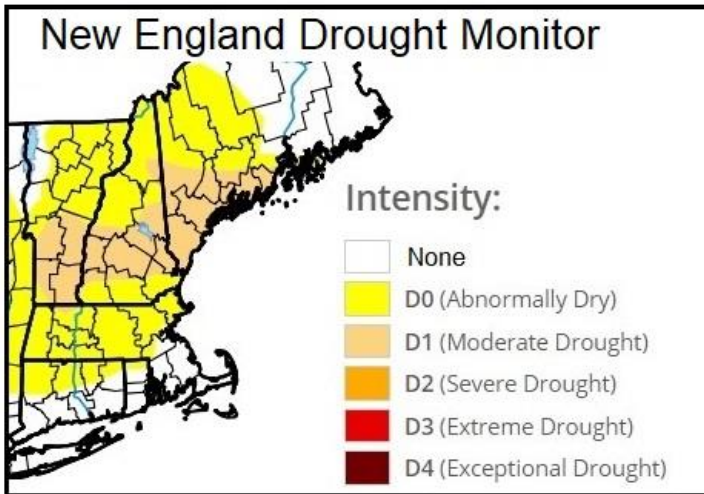 New England Drought Monitor
Intensity:
None
D0 (Abnormally Dry)
D1 (Moderate Drought)
D2 (Severe Drought)
D3 (Extreme Drought)
D4 (Exceptional Drought)